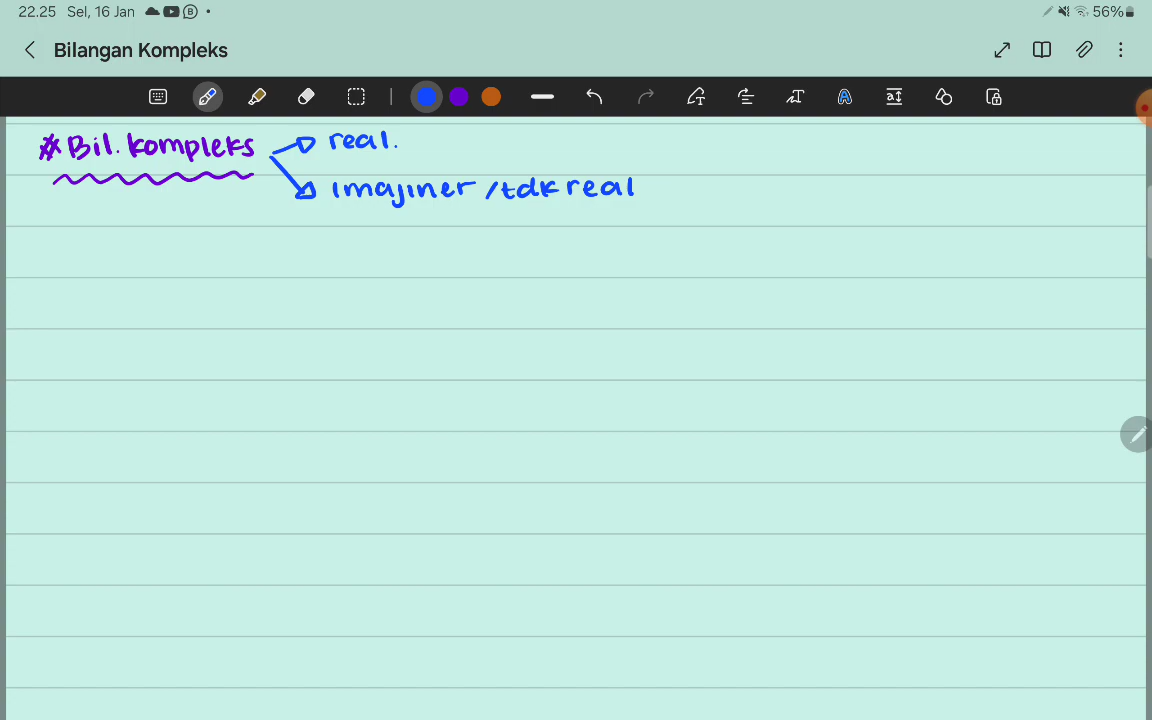 22.25 Sel, 16 Jan
56%
Bilangan Kompleks
#Bil. kompleks
real.
imajiner / tdk real